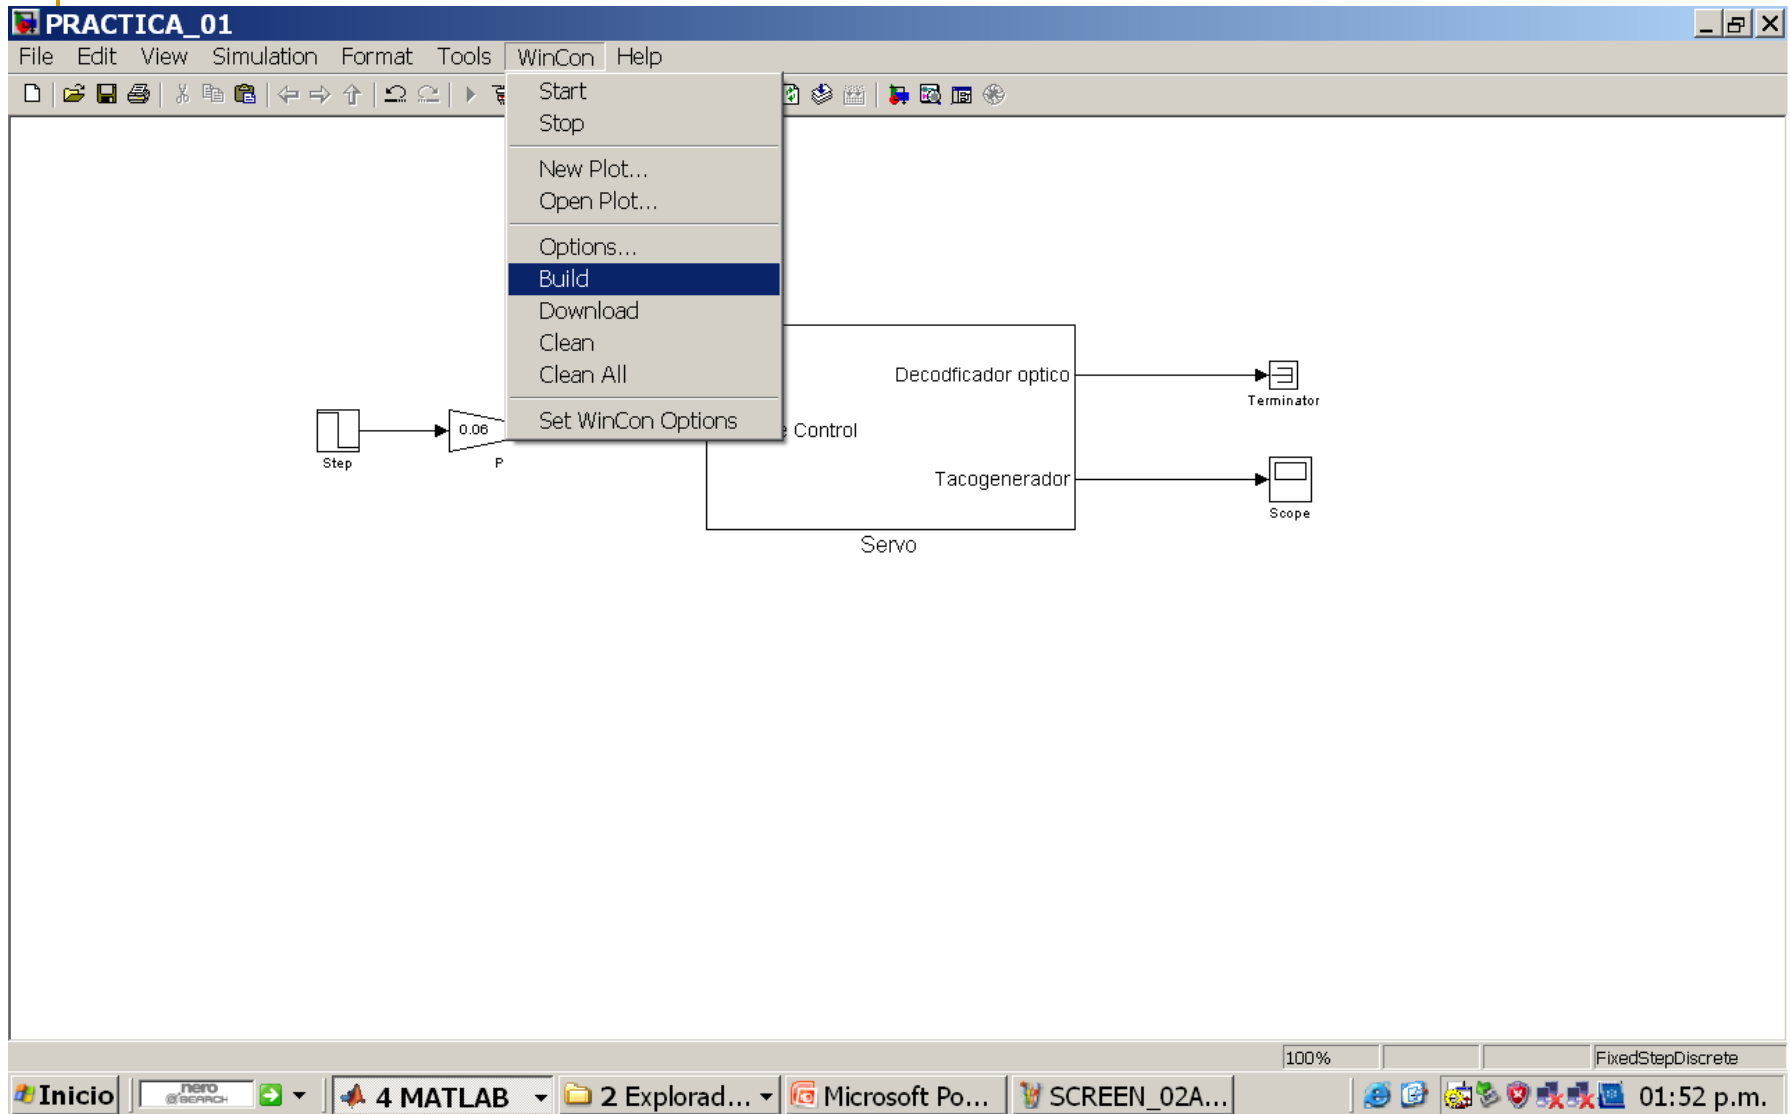 PRACTICA_01
File Edit View Simulation Format Tools WinCon Help
Start
Stop
New Plot...
Open Plot...
Options...
Build
Download
Clean
Clean All
Set WinCon Options
Decodficador optico
Terminator
0.06
e Control
Step
P
Tacogenerador
Scope
Servo
100%
FixedStepDiscrete
Inicio
nero
@SEARCH
4 MATLAB
2 Explorad...
Microsoft Po...
SCREEN_02A...
01:52 p.m.